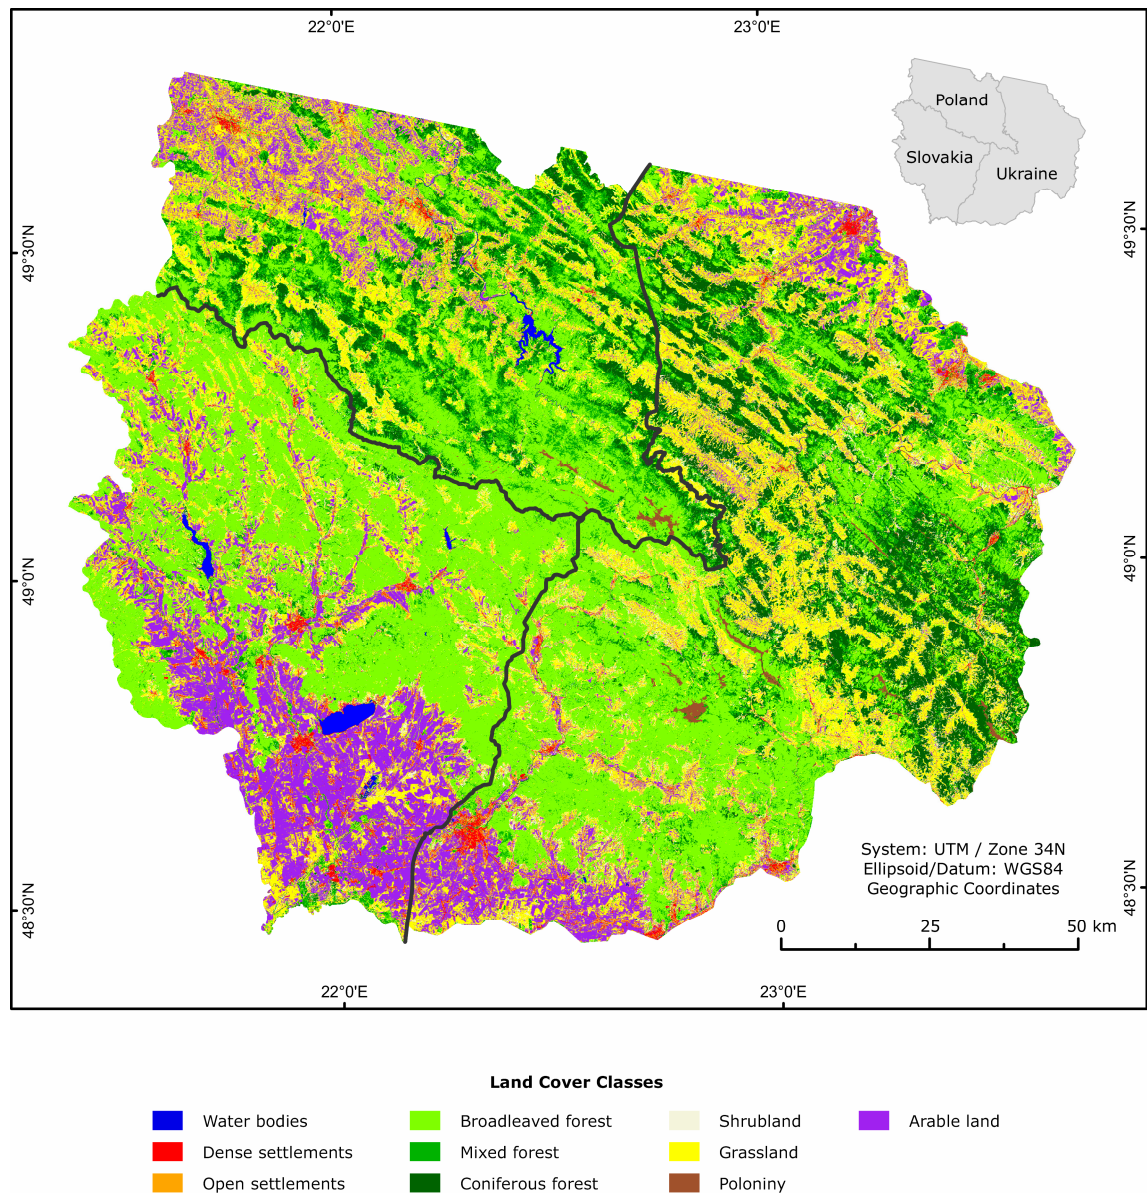 22°0'E 23°0'E
Poland
Slovakia
Ukraine
49°30'N 49°30'N
49°0'N 49°0'N
48°30'N 48°30'N
System: UTM / Zone 34N
Ellipsoid/Datum: WGS84
Geographic Coordinates
0 25 50 km
22°0'E 23°0'E
Land Cover Classes
Water bodies Broadleaved forest Shrubland Arable land
Dense settlements Mixed forest Grassland
Open settlements Coniferous forest Poloniny